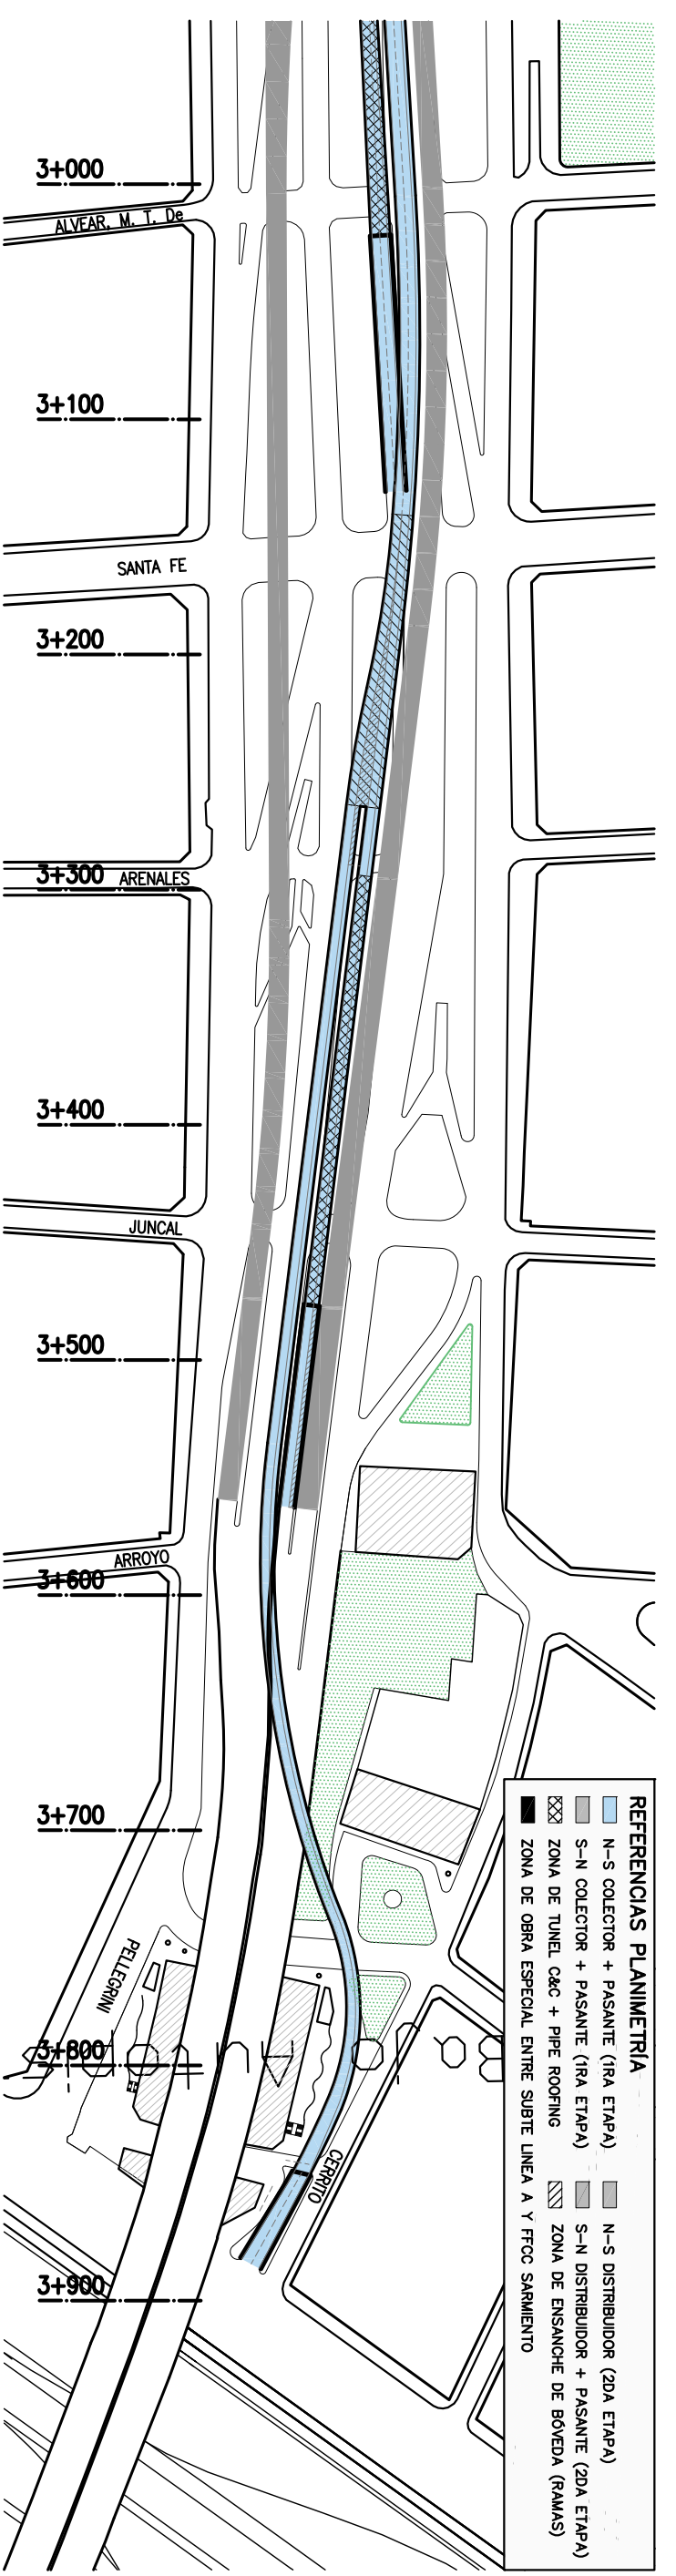 3+000
ALVEAR, M. T. De
3+100
SANTA FE
3+200
3+300 ARENALES
3+400
JUNCAL
3+500
ARROYO
3+600
3+700
PELLEGRINI
3+800
CERRITO
3+900
REFERENCIAS PLANIMETRÍA
N-S COLECTOR + PASANTE (1RA ETAPA)
N-S DISTRIBUIDOR (2DA ETAPA)
S-N COLECTOR + PASANTE (1RA ETAPA)
S-N DISTRIBUIDOR + PASANTE (2DA ETAPA)
ZONA DE TUNEL C&C + PIPE ROOFING
ZONA DE ENSANCHE DE BÓVEDA (RAMAS)
ZONA DE OBRA ESPECIAL ENTRE SUBTE LINEA A Y FFCC SARMIENTO